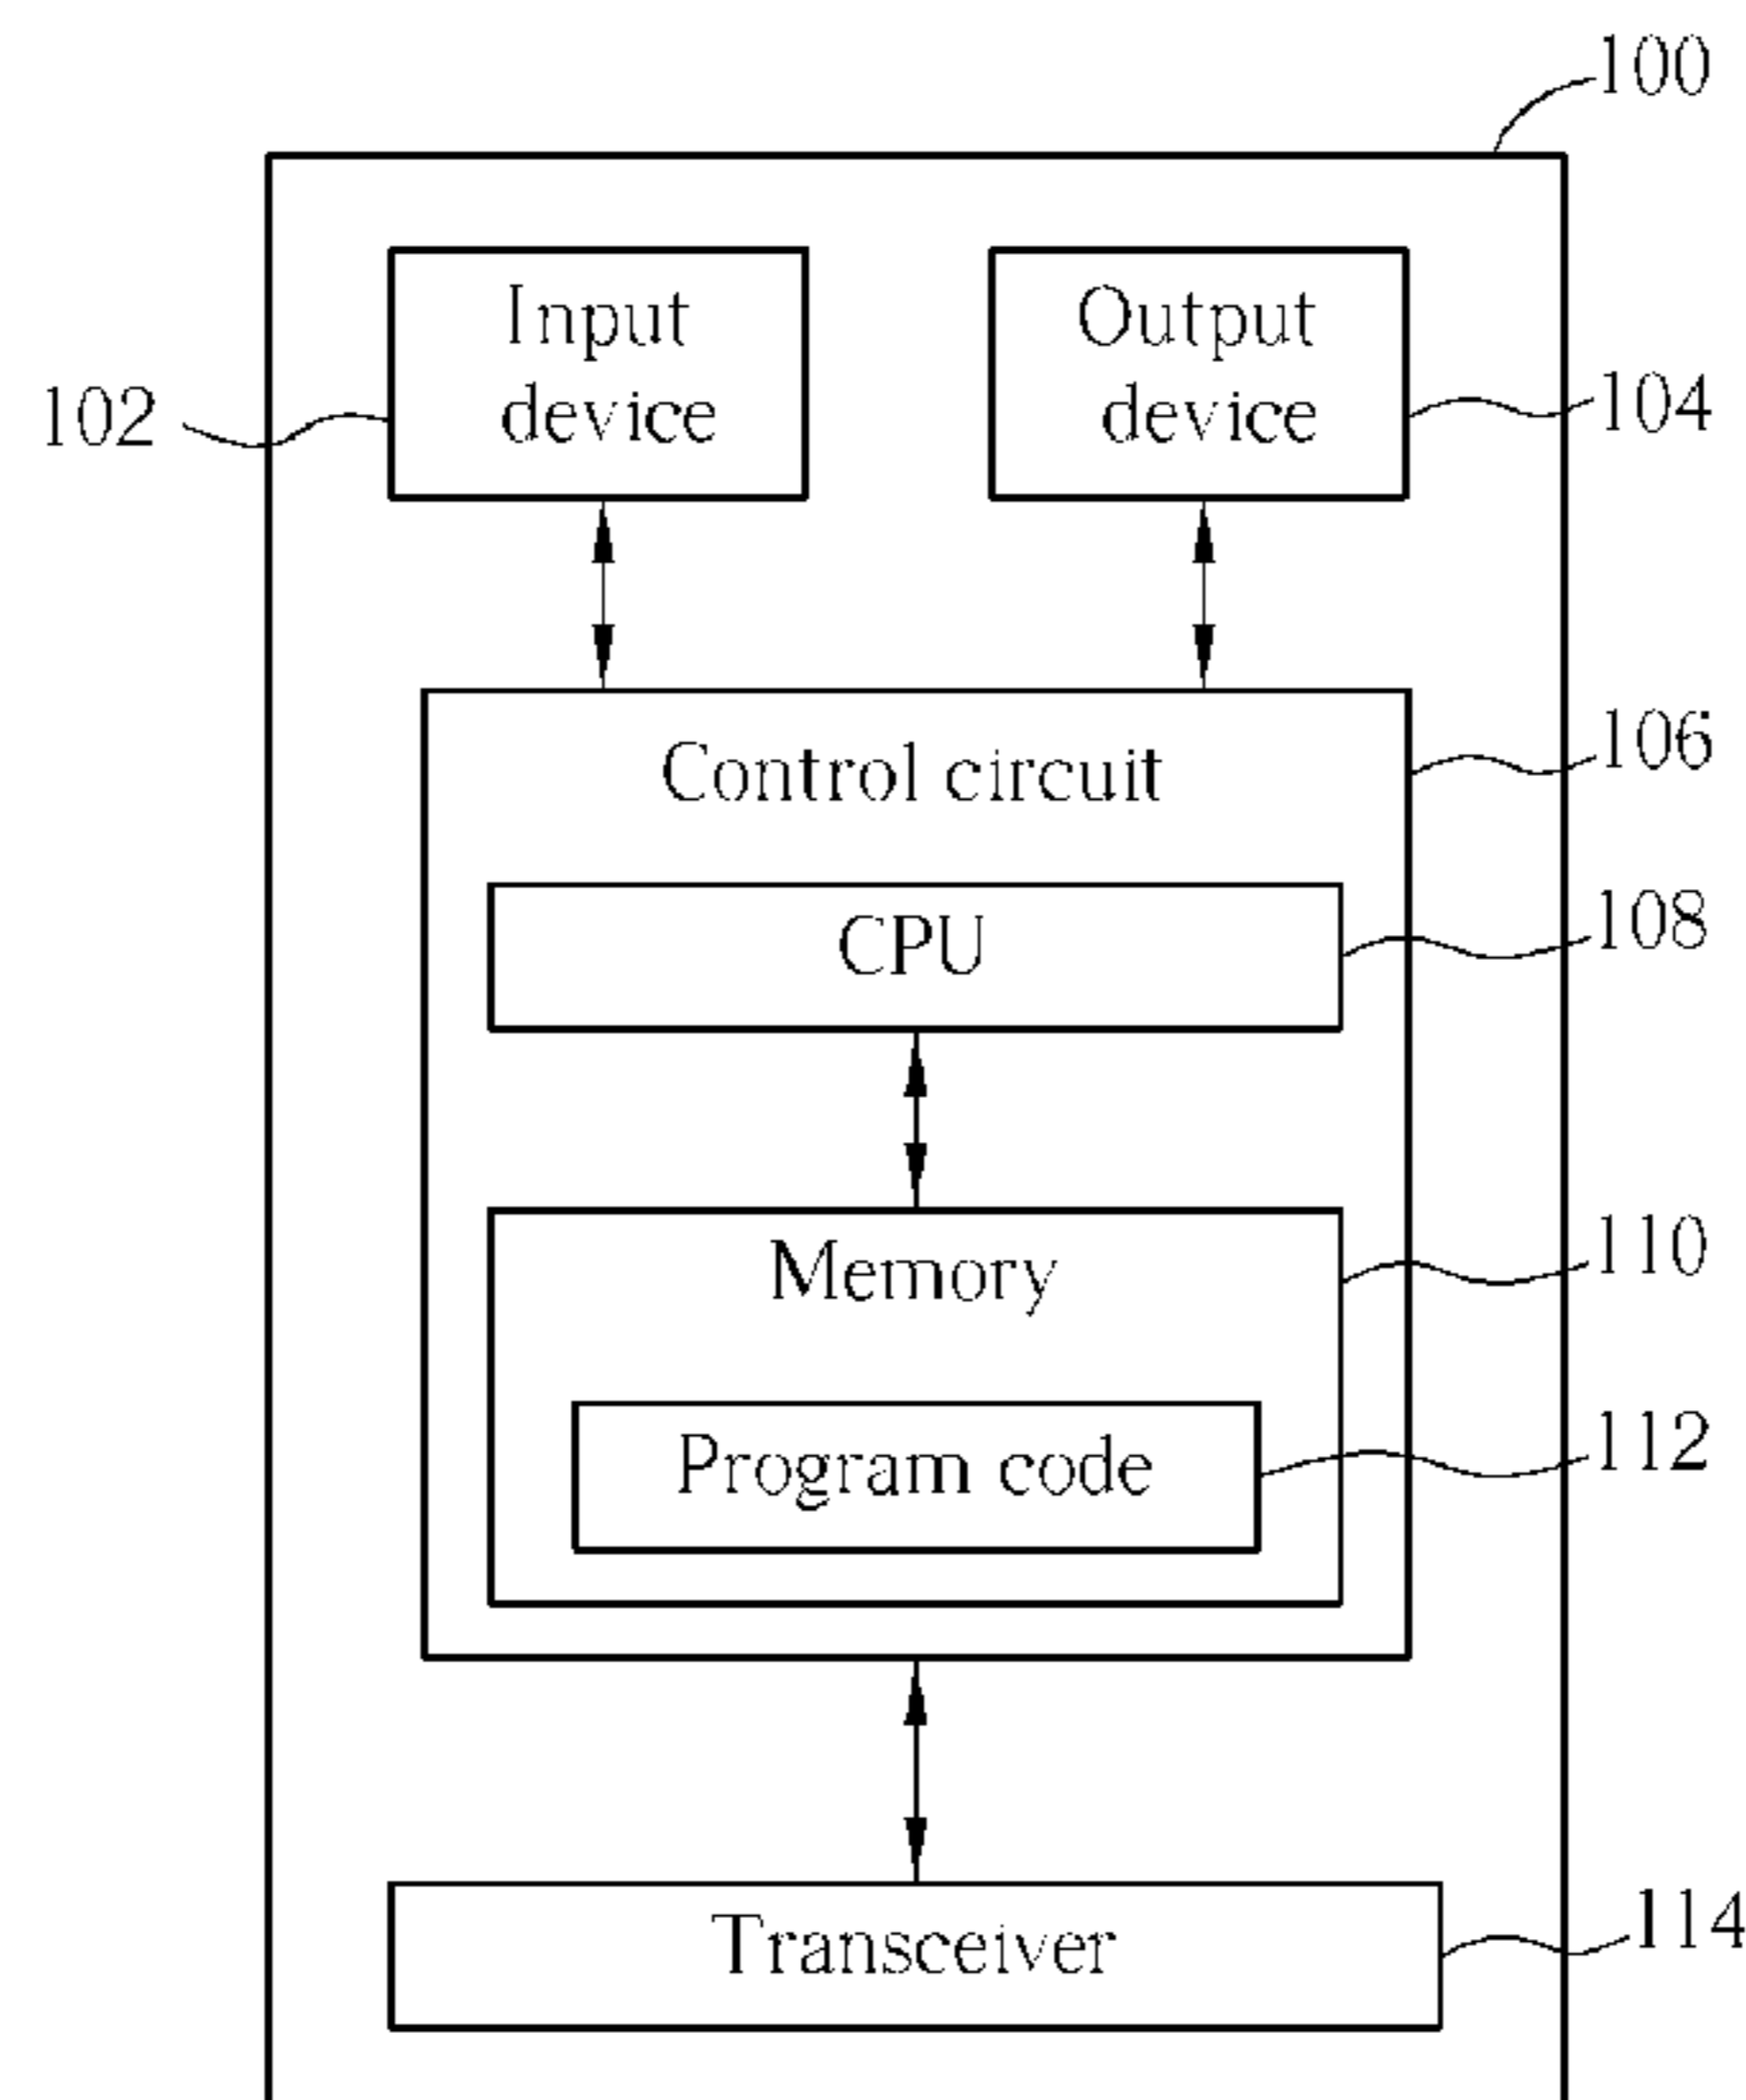 100
Input
device
Output
device
102
104
Control circuit
106
CPU
108
Memory
110
Program code
112
Transceiver
114